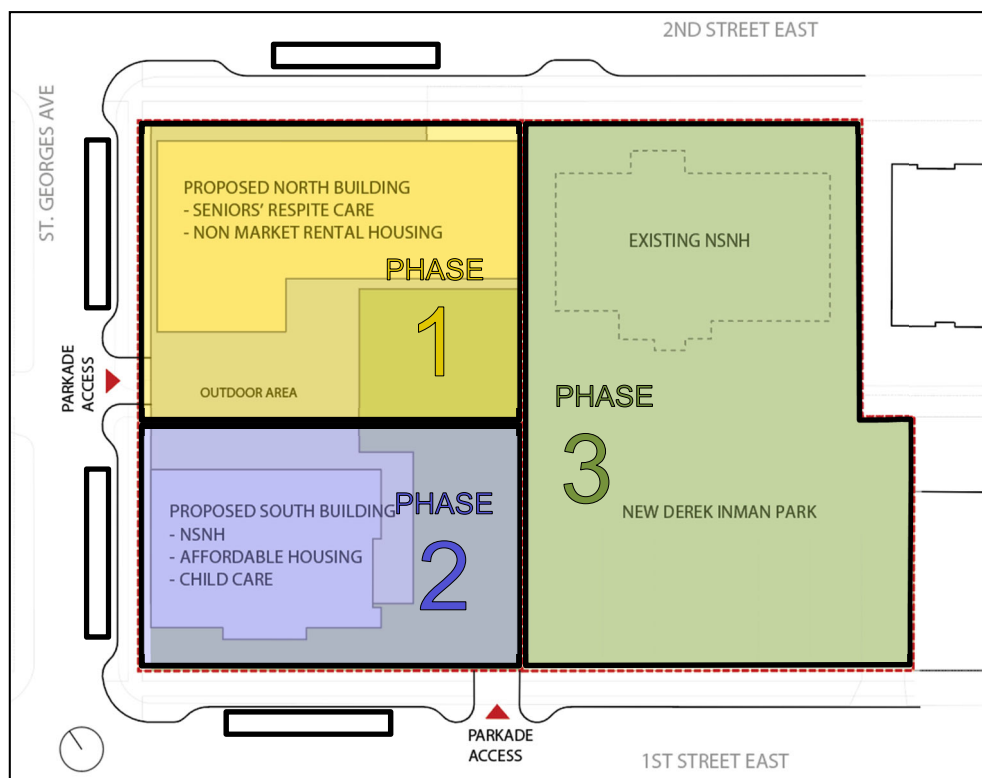 2ND STREET EAST
ST. GEORGES AVE
PROPOSED NORTH BUILDING
- SENIORS' RESPITE CARE
- NON MARKET RENTAL HOUSING
PHASE
1
EXISTING NSNH
PARKADE
ACCESS
OUTDOOR AREA
PHASE
3
PROPOSED SOUTH BUILDING
- NSNH
- AFFORDABLE HOUSING
- CHILD CARE
PHASE
2
NEW DEREK INMAN PARK
PARKADE
ACCESS
1ST STREET EAST